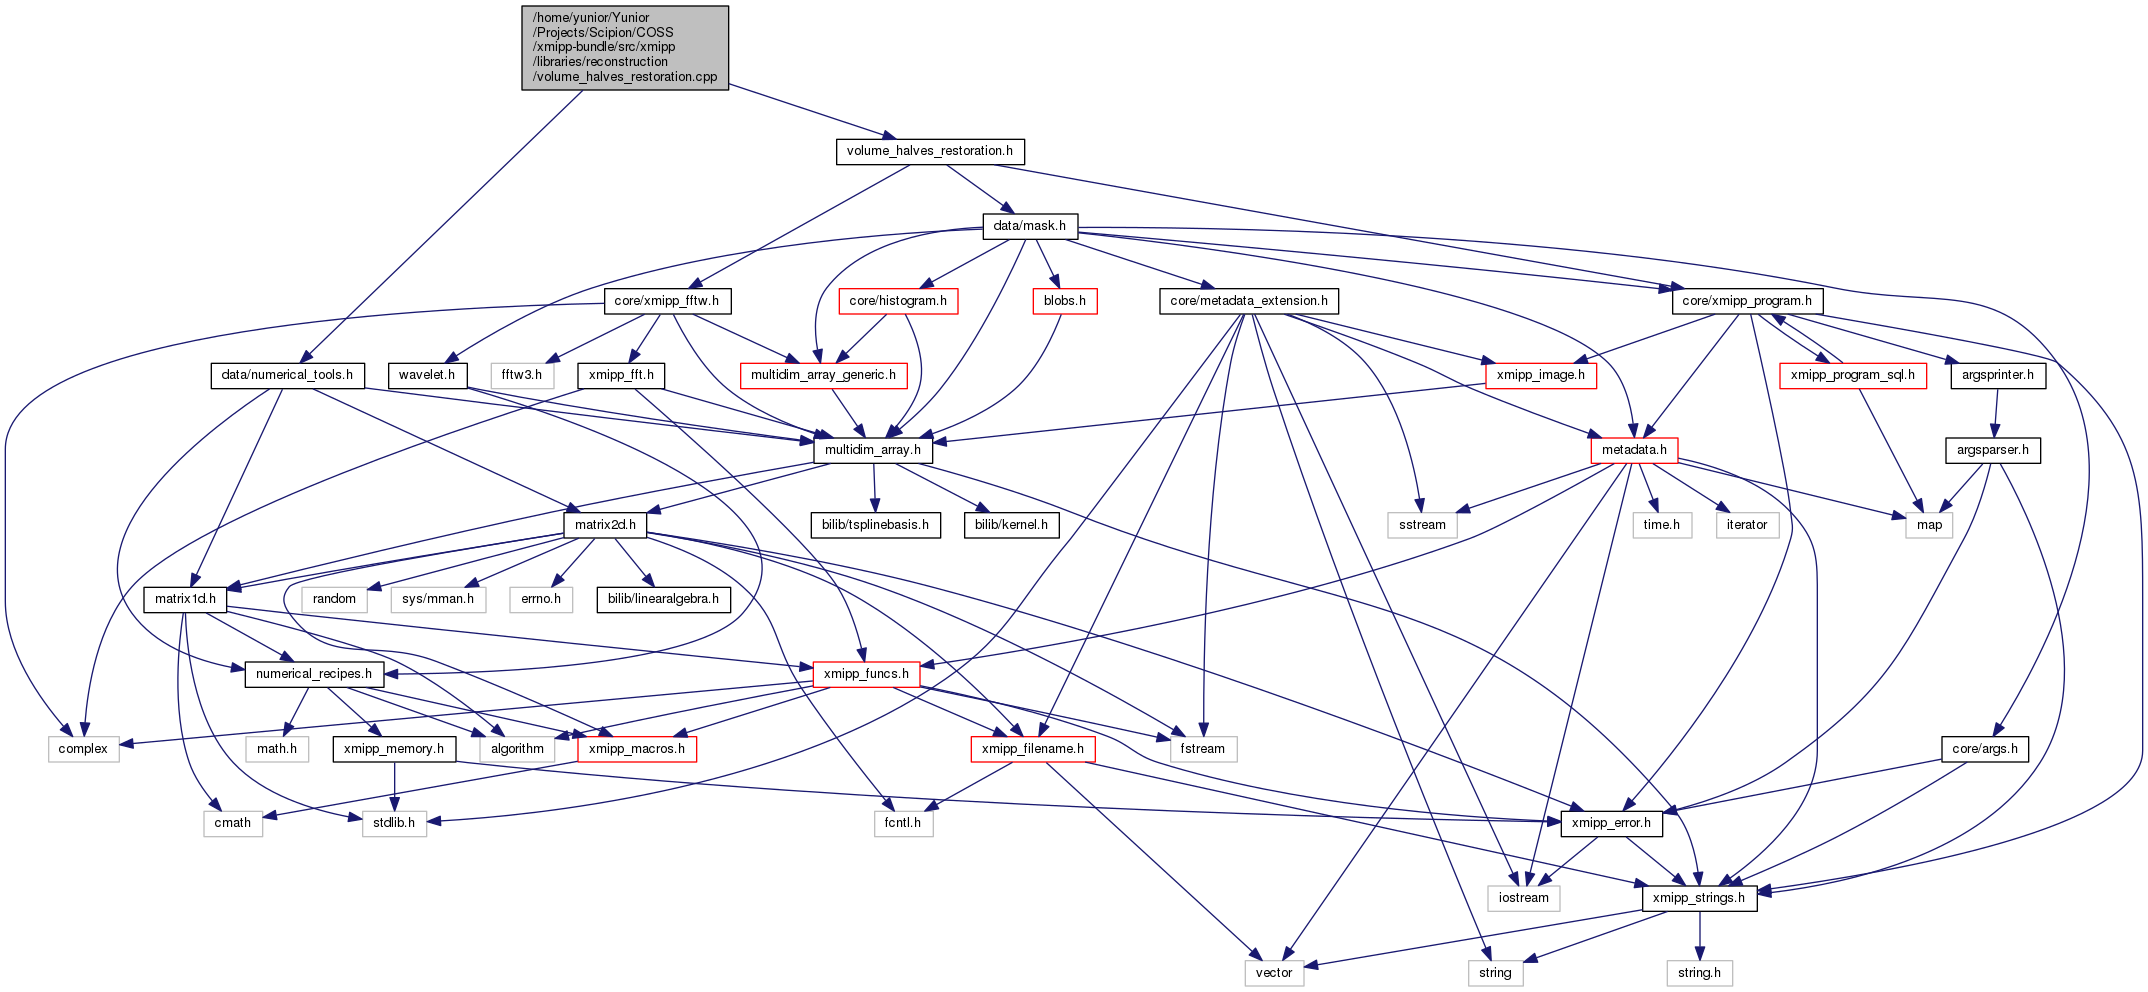 /home/yunior/Yunior
/Projects/Scipion/COSS
/xmipp-bundle/src/xmipp
/libraries/reconstruction
/volume_halves_restoration.cpp
volume_halves_restoration.h
data/mask.h
core/xmipp_fftw.h
core/histogram.h
blobs.h
core/metadata_extension.h
core/xmipp_program.h
data/numerical_tools.h
wavelet.h
fftw3.h
xmipp_fft.h
multidim_array_generic.h
xmipp_image.h
xmipp_program_sql.h
argsprinter.h
multidim_array.h
metadata.h
argsparser.h
matrix2d.h
bilib/tsplinebasis.h
bilib/kernel.h
sstream
time.h
iterator
map
matrix1d.h
random
sys/mman.h
errno.h
bilib/linearalgebra.h
numerical_recipes.h
xmipp_funcs.h
complex
math.h
xmipp_memory.h
algorithm
xmipp_macros.h
xmipp_filename.h
fstream
core/args.h
cmath
stdlib.h
fcntl.h
xmipp_error.h
iostream
xmipp_strings.h
vector
string
string.h